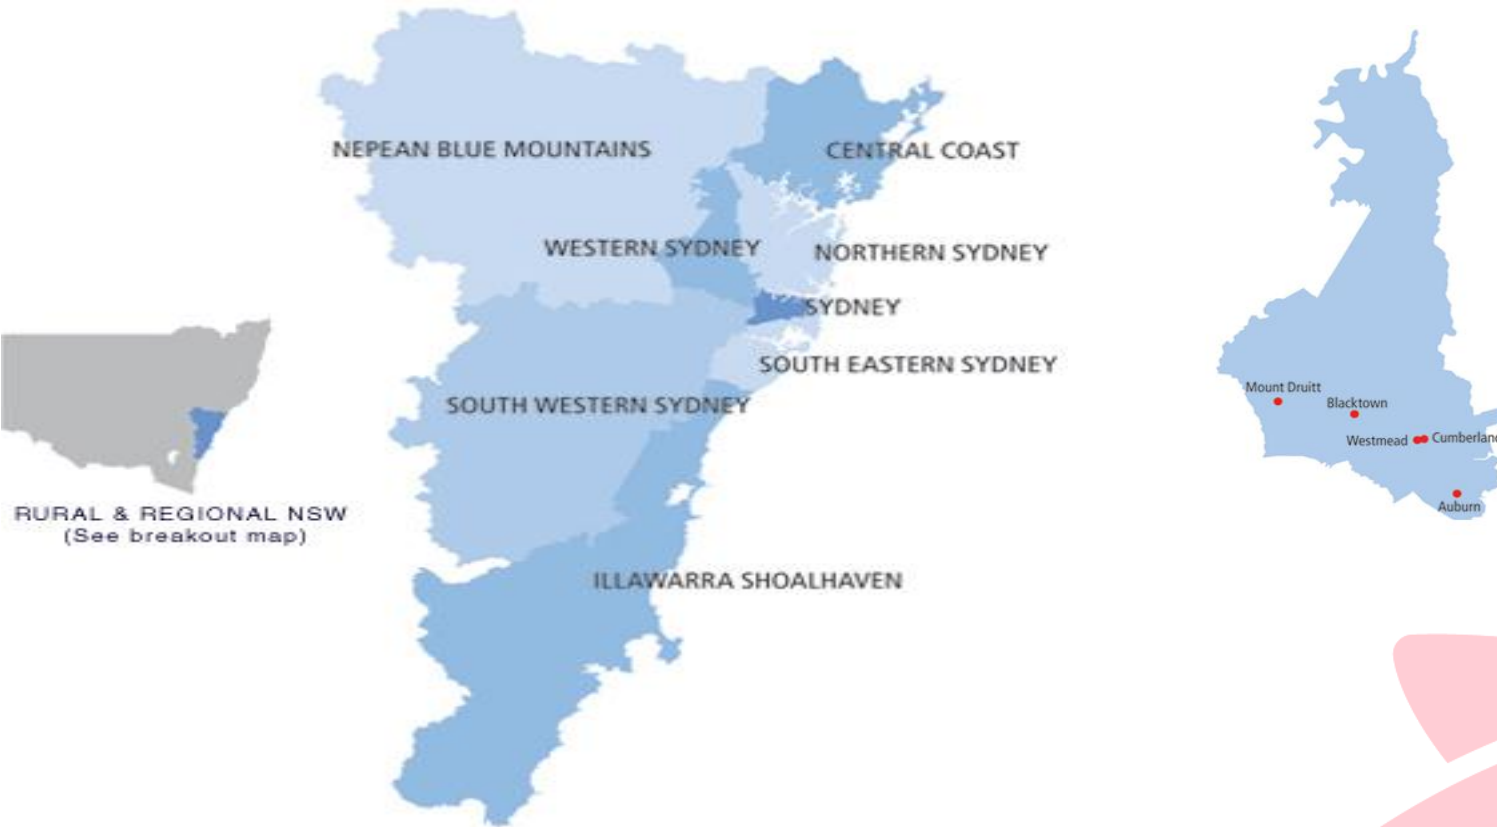 NEPEAN BLUE MOUNTAINS
CENTRAL COAST
WESTERN SYDNEY
NORTHERN SYDNEY
SYDNEY
SOUTH EASTERN SYDNEY
SOUTH WESTERN SYDNEY
ILLAWARRA SHOALHAVEN
RURAL & REGIONAL NSW
(See breakout map)
Mount Druitt
Blacktown
Westmead
Cumberland
Auburn